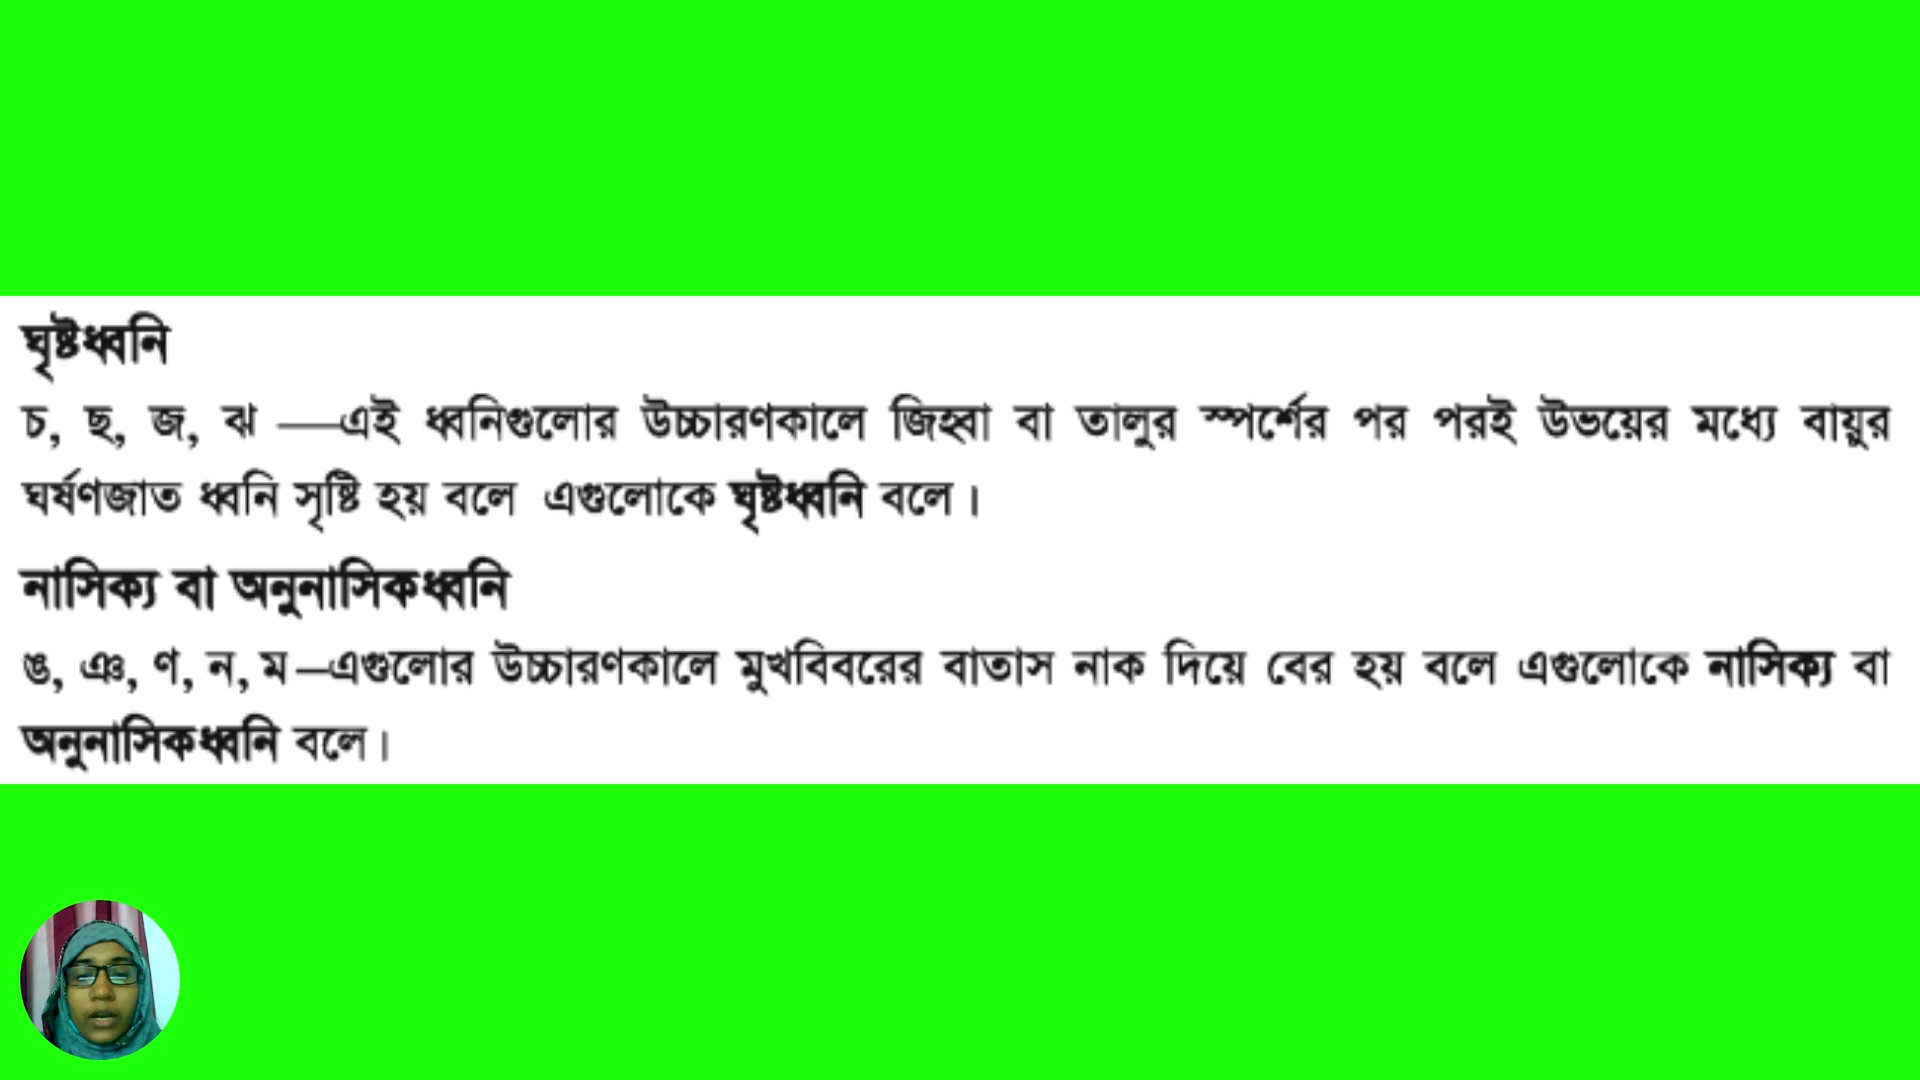 ঘৃষ্টধ্বনি
চ, ছ, জ, ঝ —এই ধ্বনিগুলোর উচ্চারণকালে জিহ্বা বা তালুর স্পর্শের পর পরই উভয়ের মধ্যে বায়ুর
ঘর্ষণজাত ধ্বনি সৃষ্টি হয় বলে এগুলোকে ঘৃষ্টধ্বনি বলে।
নাসিক্য বা অনুনাসিকধ্বনি
ঙ, ঞ, ণ, ন, ম–এগুলোর উচ্চারণকালে মুখবিবরের বাতাস নাক দিয়ে বের হয় বলে এগুলোকে নাসিক্য বা
অনুনাসিকধ্বনি বলে।